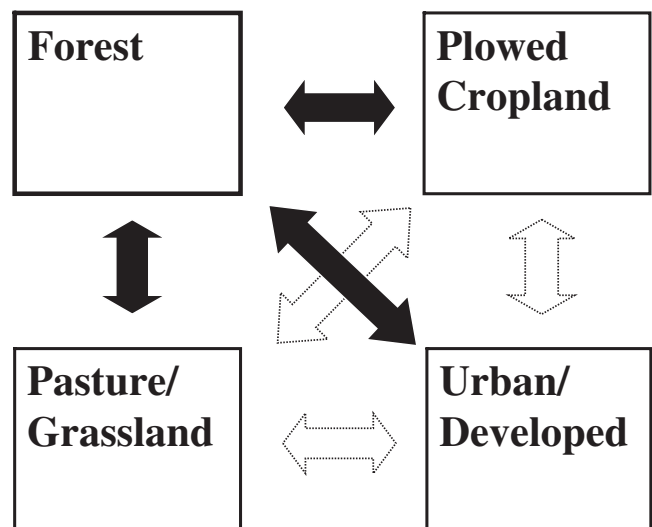 Forest
Plowed
Cropland
Pasture/
Grassland
Urban/
Developed